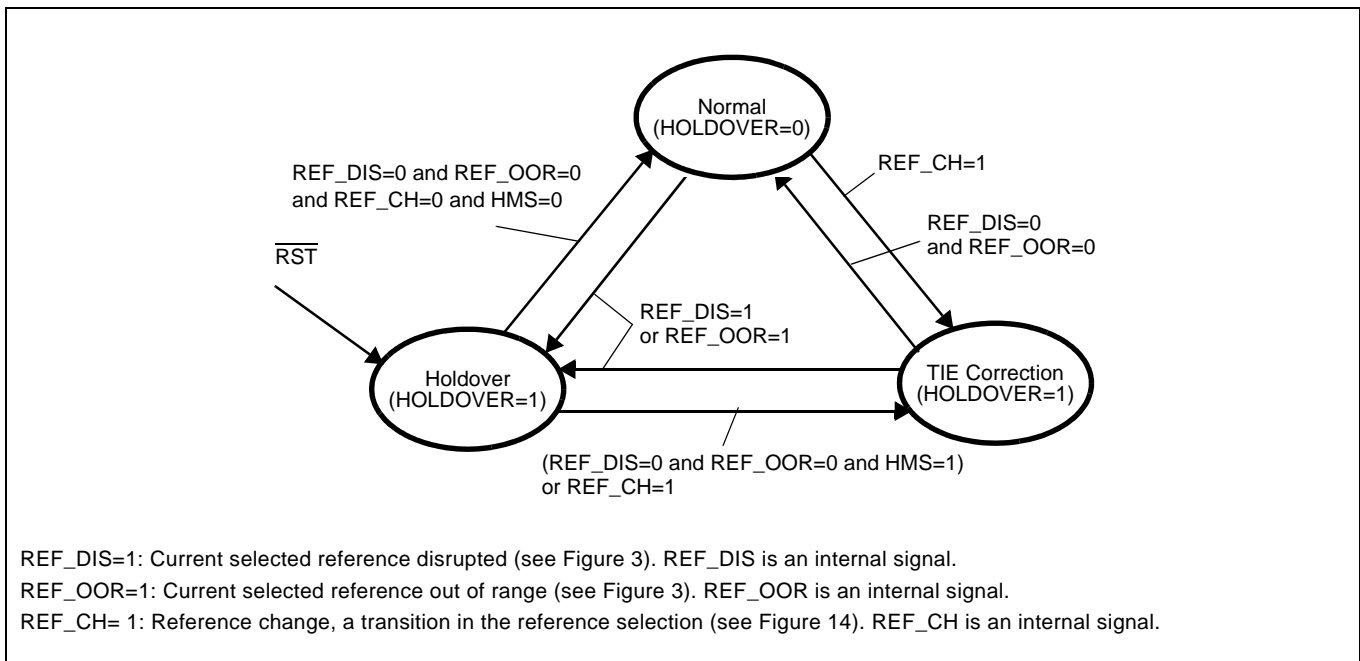 Normal
(HOLDOVER=0)
REF_DIS=0 and REF_OOR=0
and REF_CH=0 and HMS=0
REF_CH=1
REF_DIS=0
and REF_OOR=0
RST
REF_DIS=1
or REF_OOR=1
Holdover
(HOLDOVER=1)
TIE Correction
(HOLDOVER=1)
(REF_DIS=0 and REF_OOR=0 and HMS=1)
or REF_CH=1
REF_DIS=1: Current selected reference disrupted (see Figure 3). REF_DIS is an internal signal.
REF_OOR=1: Current selected reference out of range (see Figure 3). REF_OOR is an internal signal.
REF_CH= 1: Reference change, a transition in the reference selection (see Figure 14). REF_CH is an internal signal.